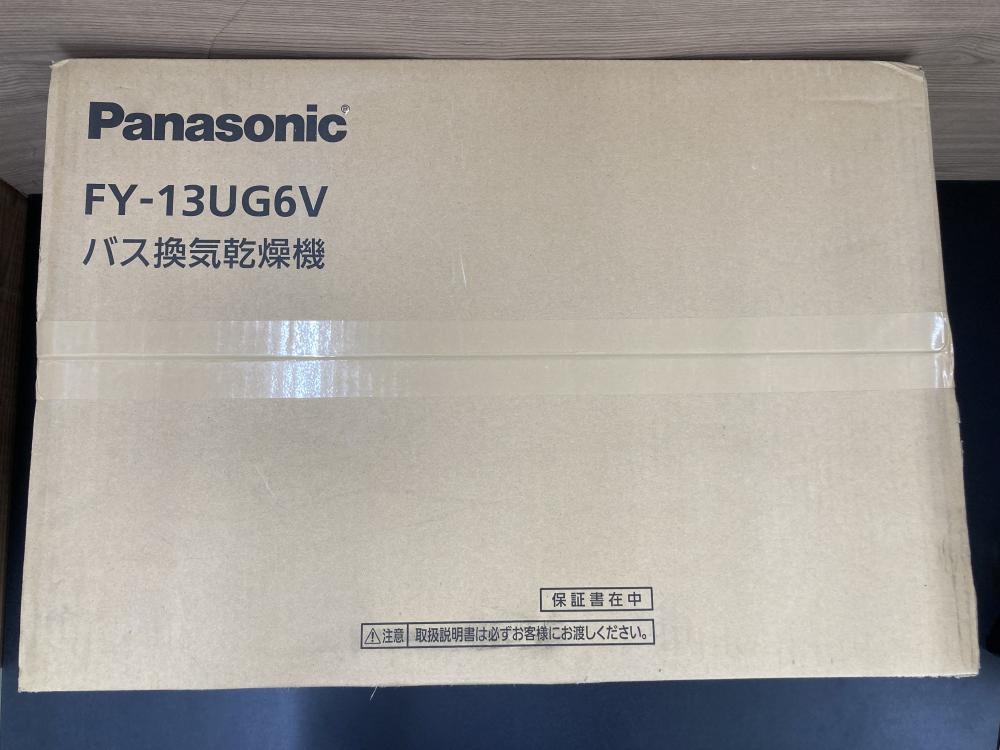 Panasonic®
FY-13UG6V
バス換気乾燥機
保証書在中
⚠注意 取扱説明書は必ずお客様にお渡しください。